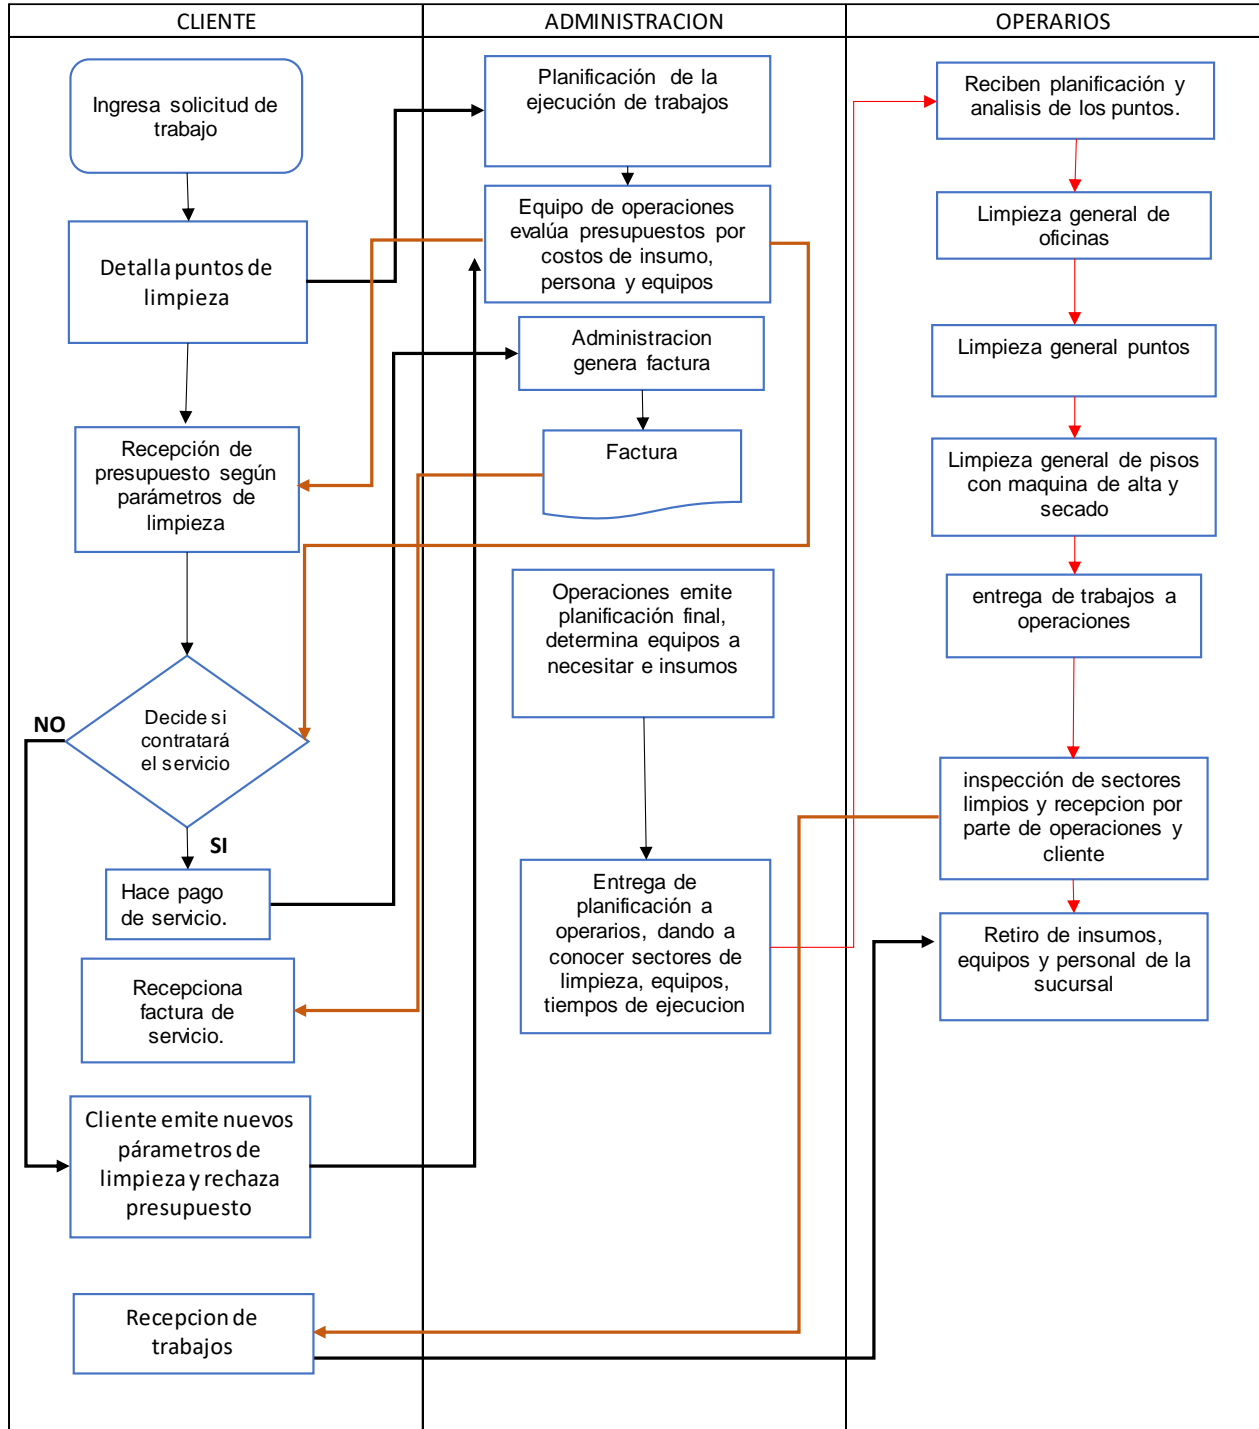 CLIENTE
ADMINISTRACION
OPERARIOS
Ingresa solicitud de
trabajo
Detalla puntos de
limpieza
Recepción de
presupuesto según
parámetros de
limpieza
Decide si
contratará
el servicio
NO
SI
Hace pago
de servicio.
Recepciona
factura de
servicio.
Cliente emite nuevos
párametros de
limpieza y rechaza
presupuesto
Recepcion de
trabajos
Planificación de la
ejecución de trabajos
Equipo de operaciones
evalúa presupuestos por
costos de insumo,
persona y equipos
Administracion
genera factura
Factura
Operaciones emite
planificación final,
determina equipos a
necesitar e insumos
Entrega de
planificación a
operarios, dando a
conocer sectores de
limpieza, equipos,
tiempos de ejecucion
Reciben planificación y
analisis de los puntos.
Limpieza general de
oficinas
Limpieza general puntos
Limpieza general de pisos
con maquina de alta y
secado
entrega de trabajos a
operaciones
inspección de sectores
limpios y recepcion por
parte de operaciones y
cliente
Retiro de insumos,
equipos y personal de la
sucursal